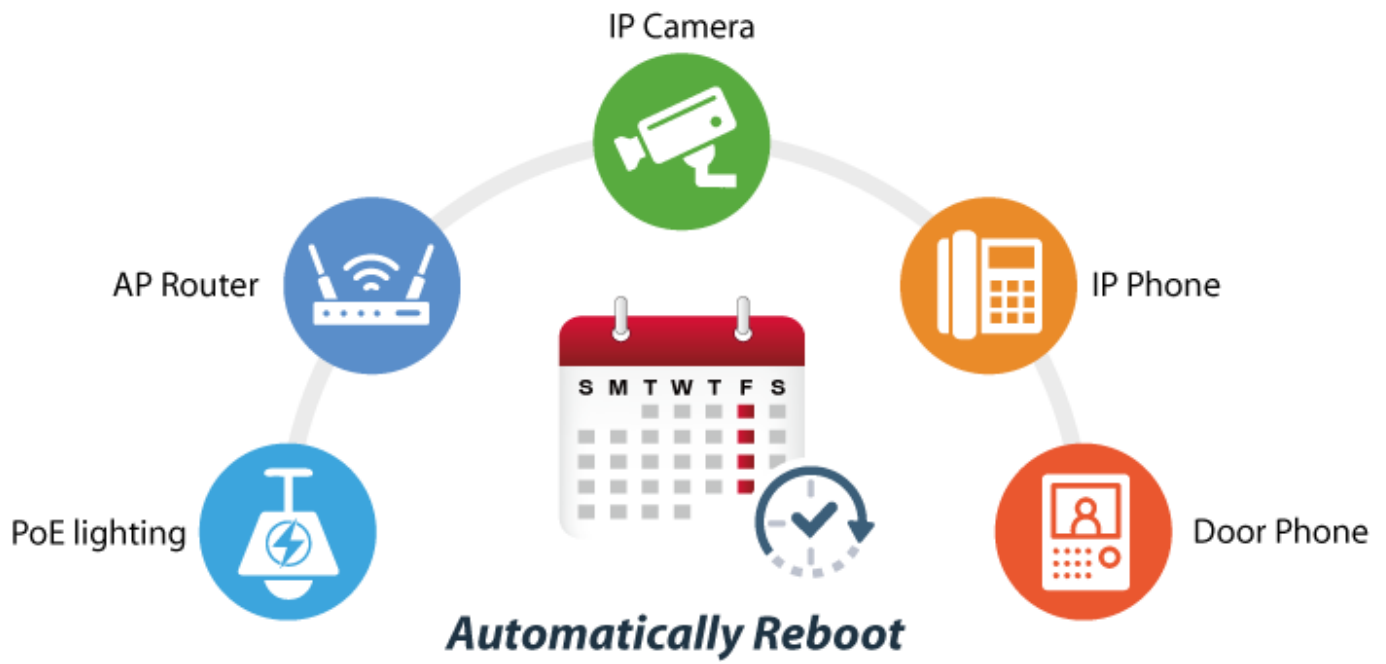 IP Camera
AP Router
IP Phone
S M T W T F S
PoE lighting
Door Phone
Automatically Reboot